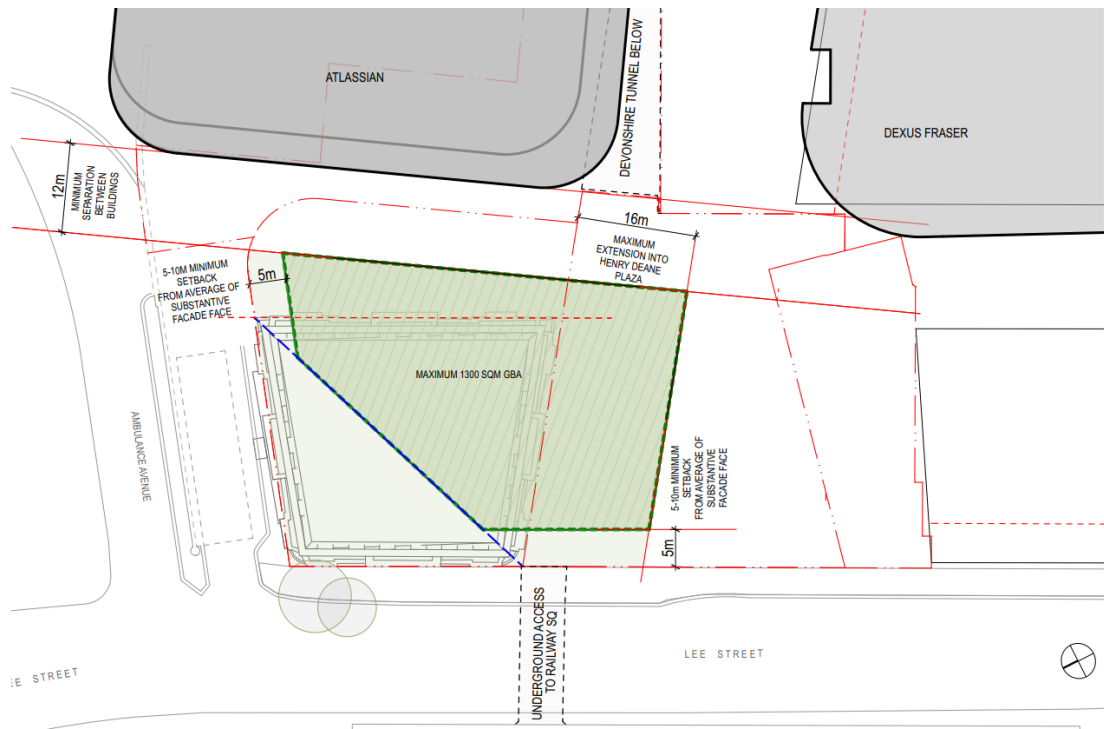 ATLASSIAN
DEVONSHIRE TUNNEL BELOW
DEXUS FRASER
12m
MINIMUM
SEPARATION
BETWEEN
BUILDINGS
16m
MAXIMUM
EXTENSION INTO
HENRY DEANE
PLAZA
5-10M MINIMUM
SETBACK
FROM AVERAGE OF
SUBSTANTIVE
FACADE FACE
5m
MAXIMUM 1300 SQM GBA
AMBULANCE AVENUE
5-10m MINIMUM
SETBACK
FROM AVERAGE OF
SUBSTANTIVE
FACADE FACE
5m
UNDERGROUND ACCESS
TO RAILWAY SQ
LEE STREET
EE STREET